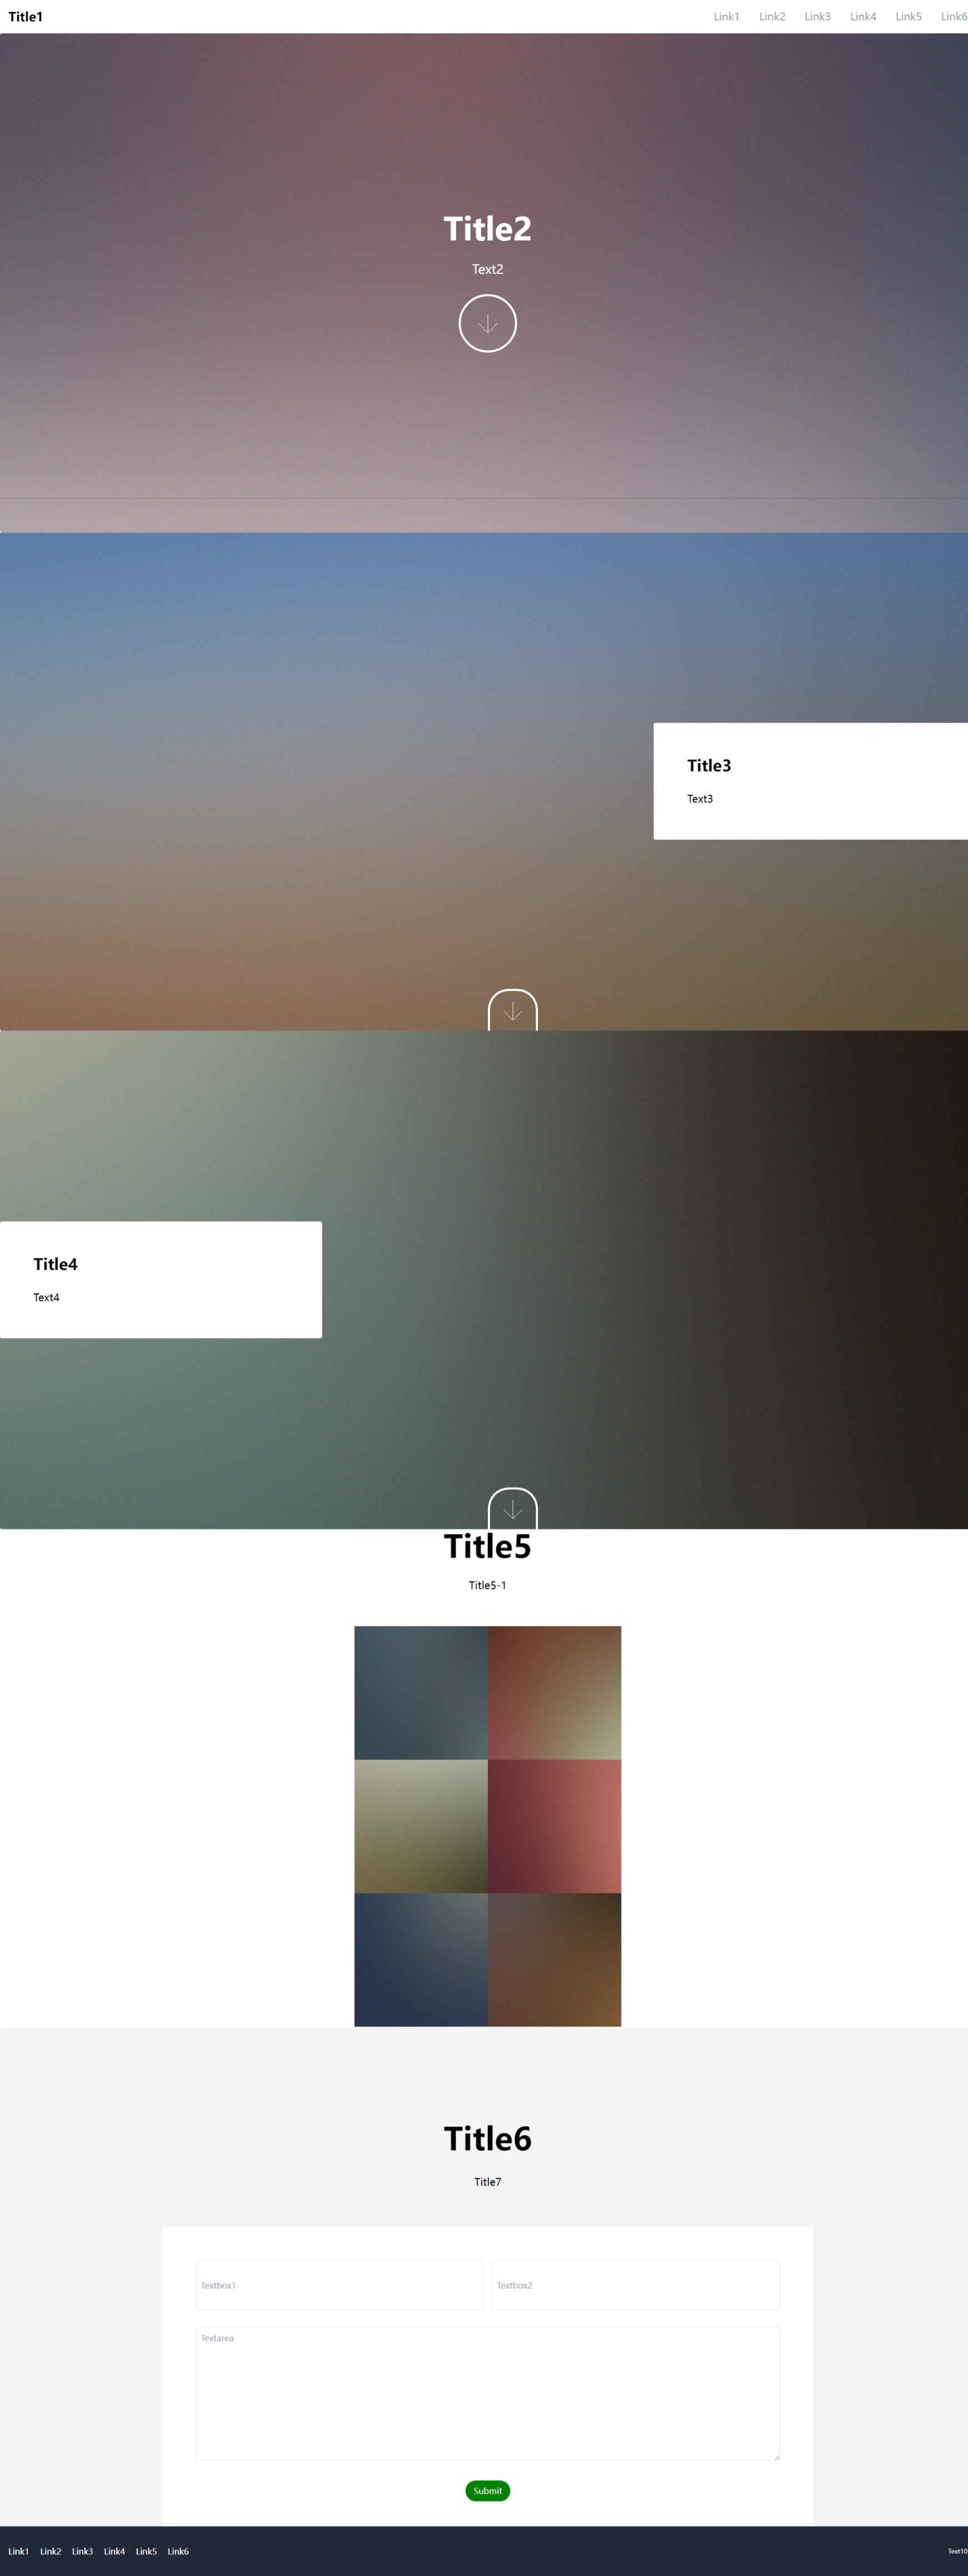 Title1 Link1 Link2 Link3 Link4 Link5 Link6
Title2
Text2
Title3
Text3
Title4
Text4
Title5
Title5-1
Title6
Title7
Textbox1 Textbox2
Textarea
Submit
Link1 Link2 Link3 Link4 Link5 Link6 Text10